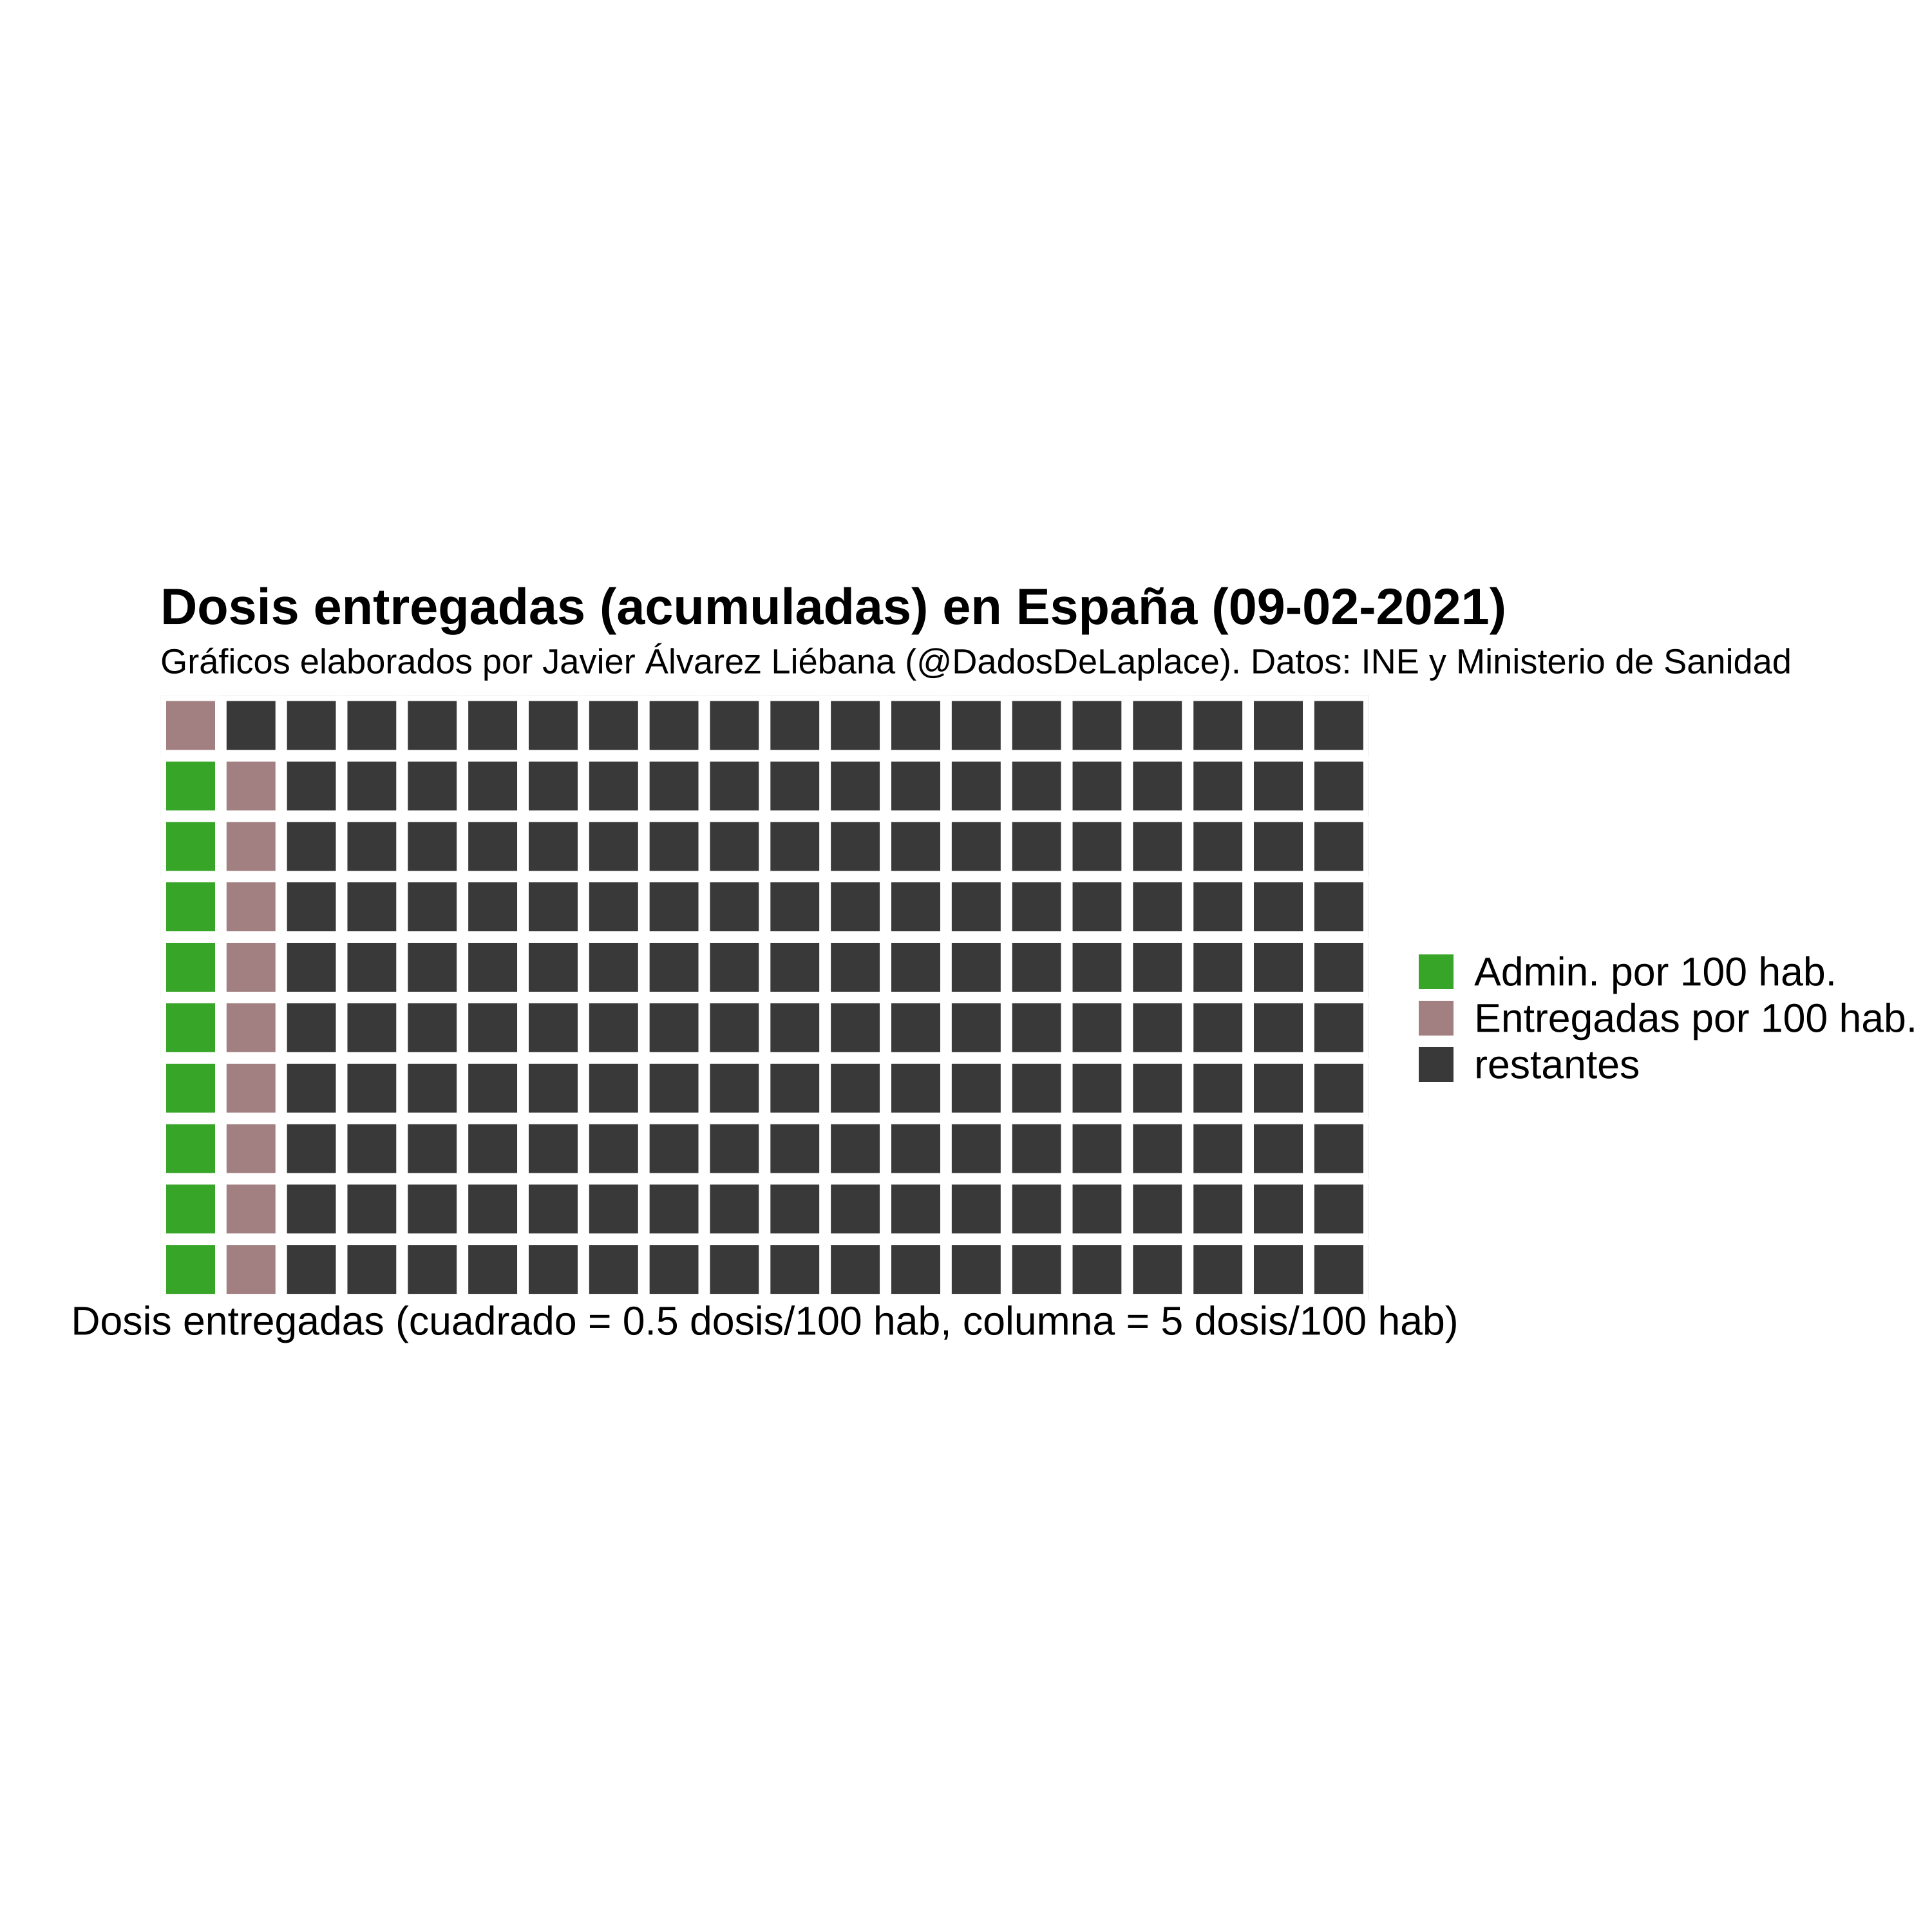 Dosis entregadas (acumuladas) en España (09-02-2021)
Gráficos elaborados por Javier Álvarez Liébana (@DadosDeLaplace). Datos: INE y Ministerio de Sanidad
Admin. por 100 hab.
Entregadas por 100 hab.
restantes
Dosis entregadas (cuadrado = 0.5 dosis/100 hab, columna = 5 dosis/100 hab)